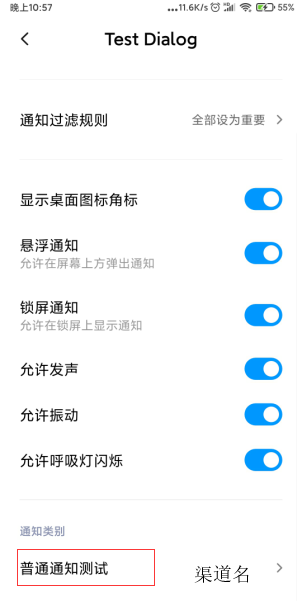 晚上10:57 ...11.6K/s 55%
Test Dialog
通知过滤规则 全部设为重要
显示桌面图标角标
悬浮通知
允许在屏幕上方弹出通知
锁屏通知
允许在锁屏上显示通知
允许发声
允许振动
允许呼吸灯闪烁
通知类别
普通通知测试 渠道名